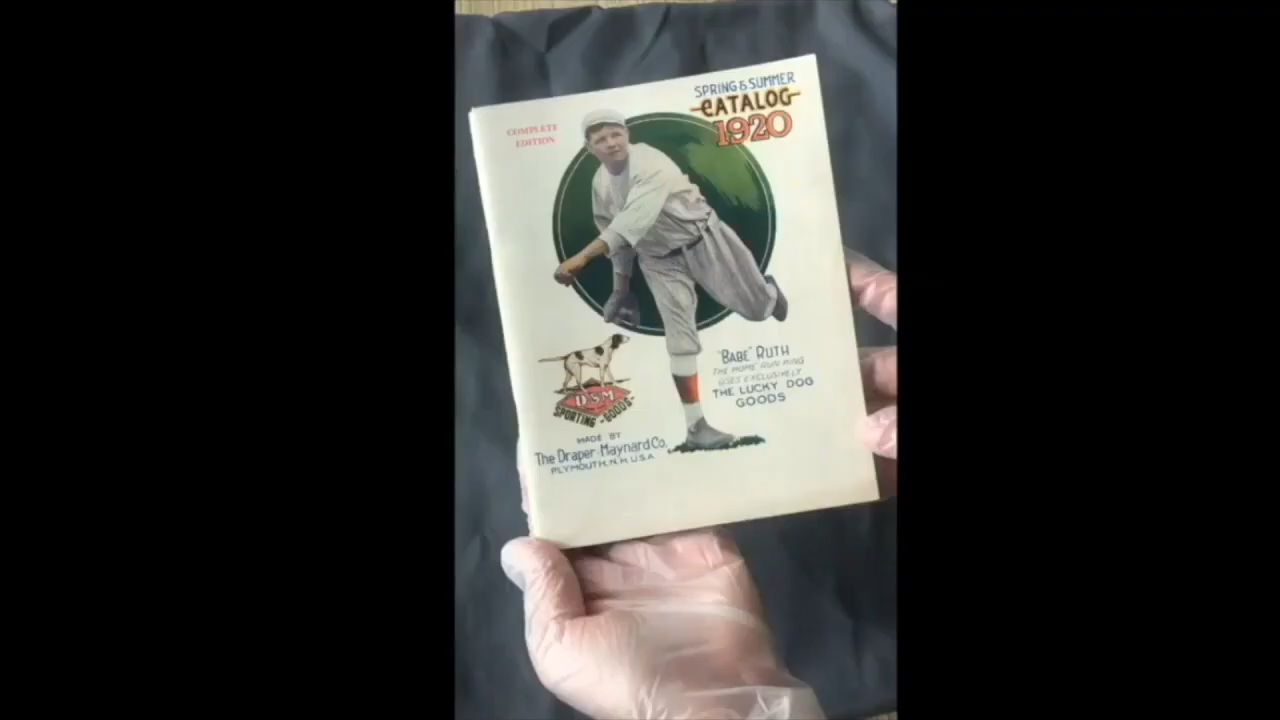 SPRING & SUMMER
CATALOG
1920
COMPLETE
EDITION
"BABE" RUTH
THE HOME RUN KING
USES EXCLUSIVELY
THE LUCKY DOG
GOODS
D&M
SPORTING-GOODS-
MADE BY
The Draper-Maynard Co.
PLYMOUTH, N.H. U.S.A.